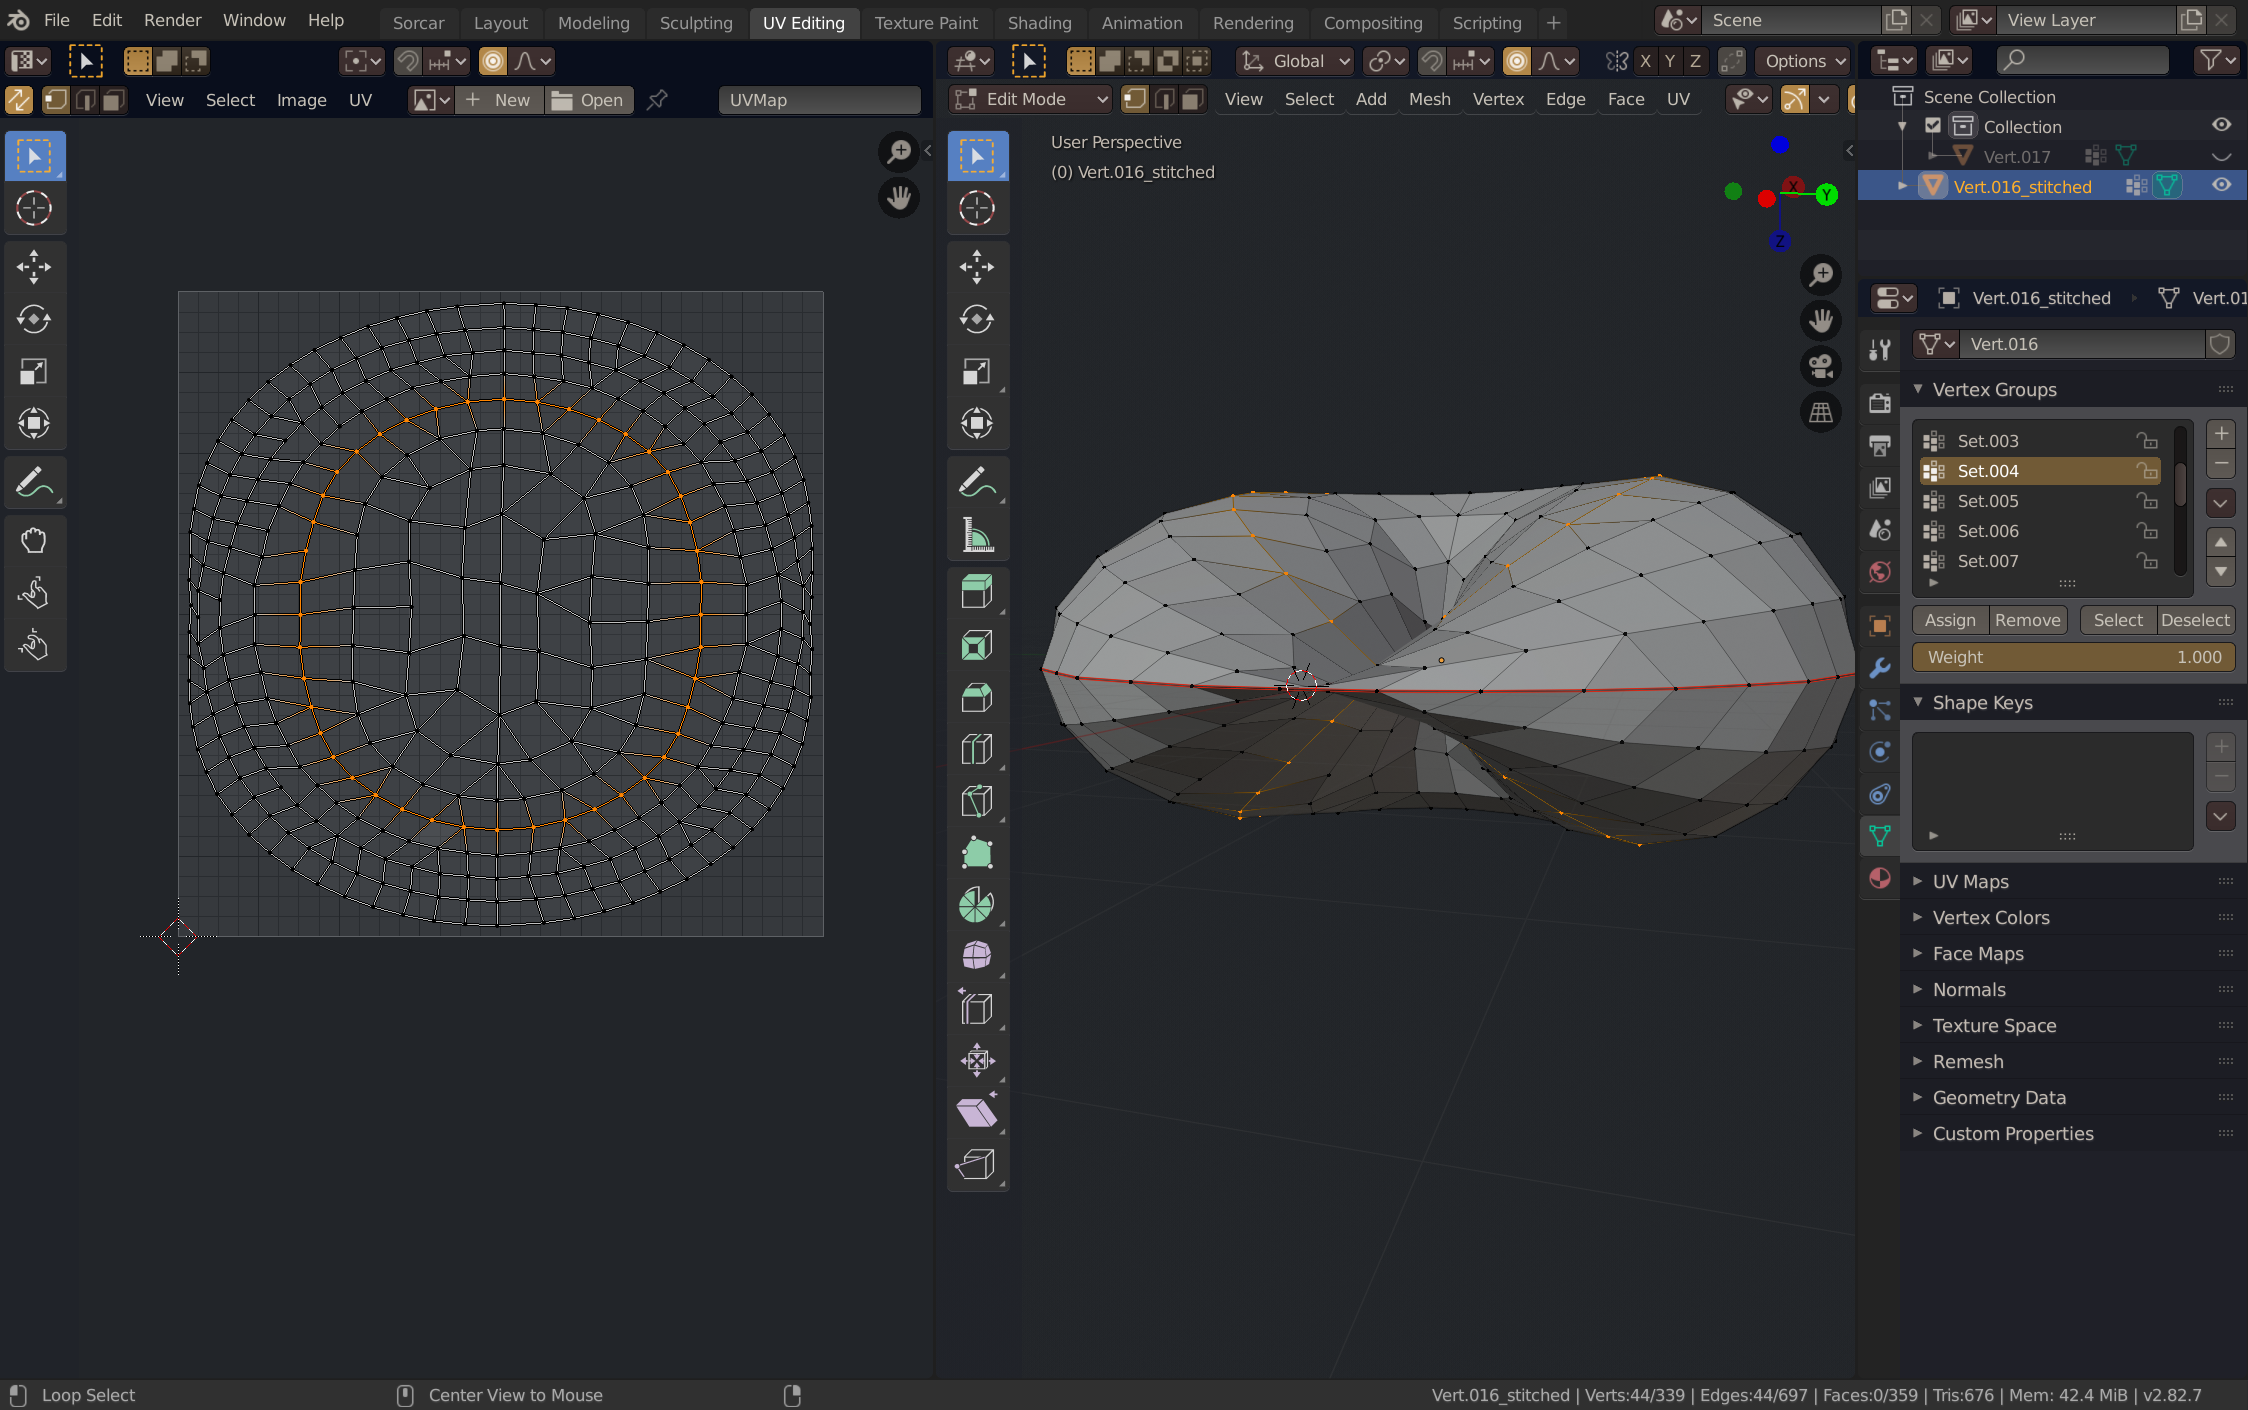 File Edit Render Window Help Sorcar Layout Modeling Sculpting UV Editing Texture Paint Shading Animation Rendering Compositing Scripting + Scene View Layer
Global X Y Z Options
View Select Image UV + New Open UVMap
Edit Mode View Select Add Mesh Vertex Edge Face UV
User Perspective
(0) Vert.016_stitched
X Y Z
Scene Collection
Collection
Vert.017
Vert.016_stitched
Vert.016_stitched Vert.01
Vert.016
Vertex Groups
Set.003
Set.004
Set.005
Set.006
Set.007
Assign Remove Select Deselect
Weight 1.000
Shape Keys
UV Maps
Vertex Colors
Face Maps
Normals
Texture Space
Remesh
Geometry Data
Custom Properties
Loop Select Center View to Mouse Vert.016_stitched | Verts:44/339 | Edges:44/697 | Faces:0/359 | Tris:676 | Mem: 42.4 MiB | v2.82.7